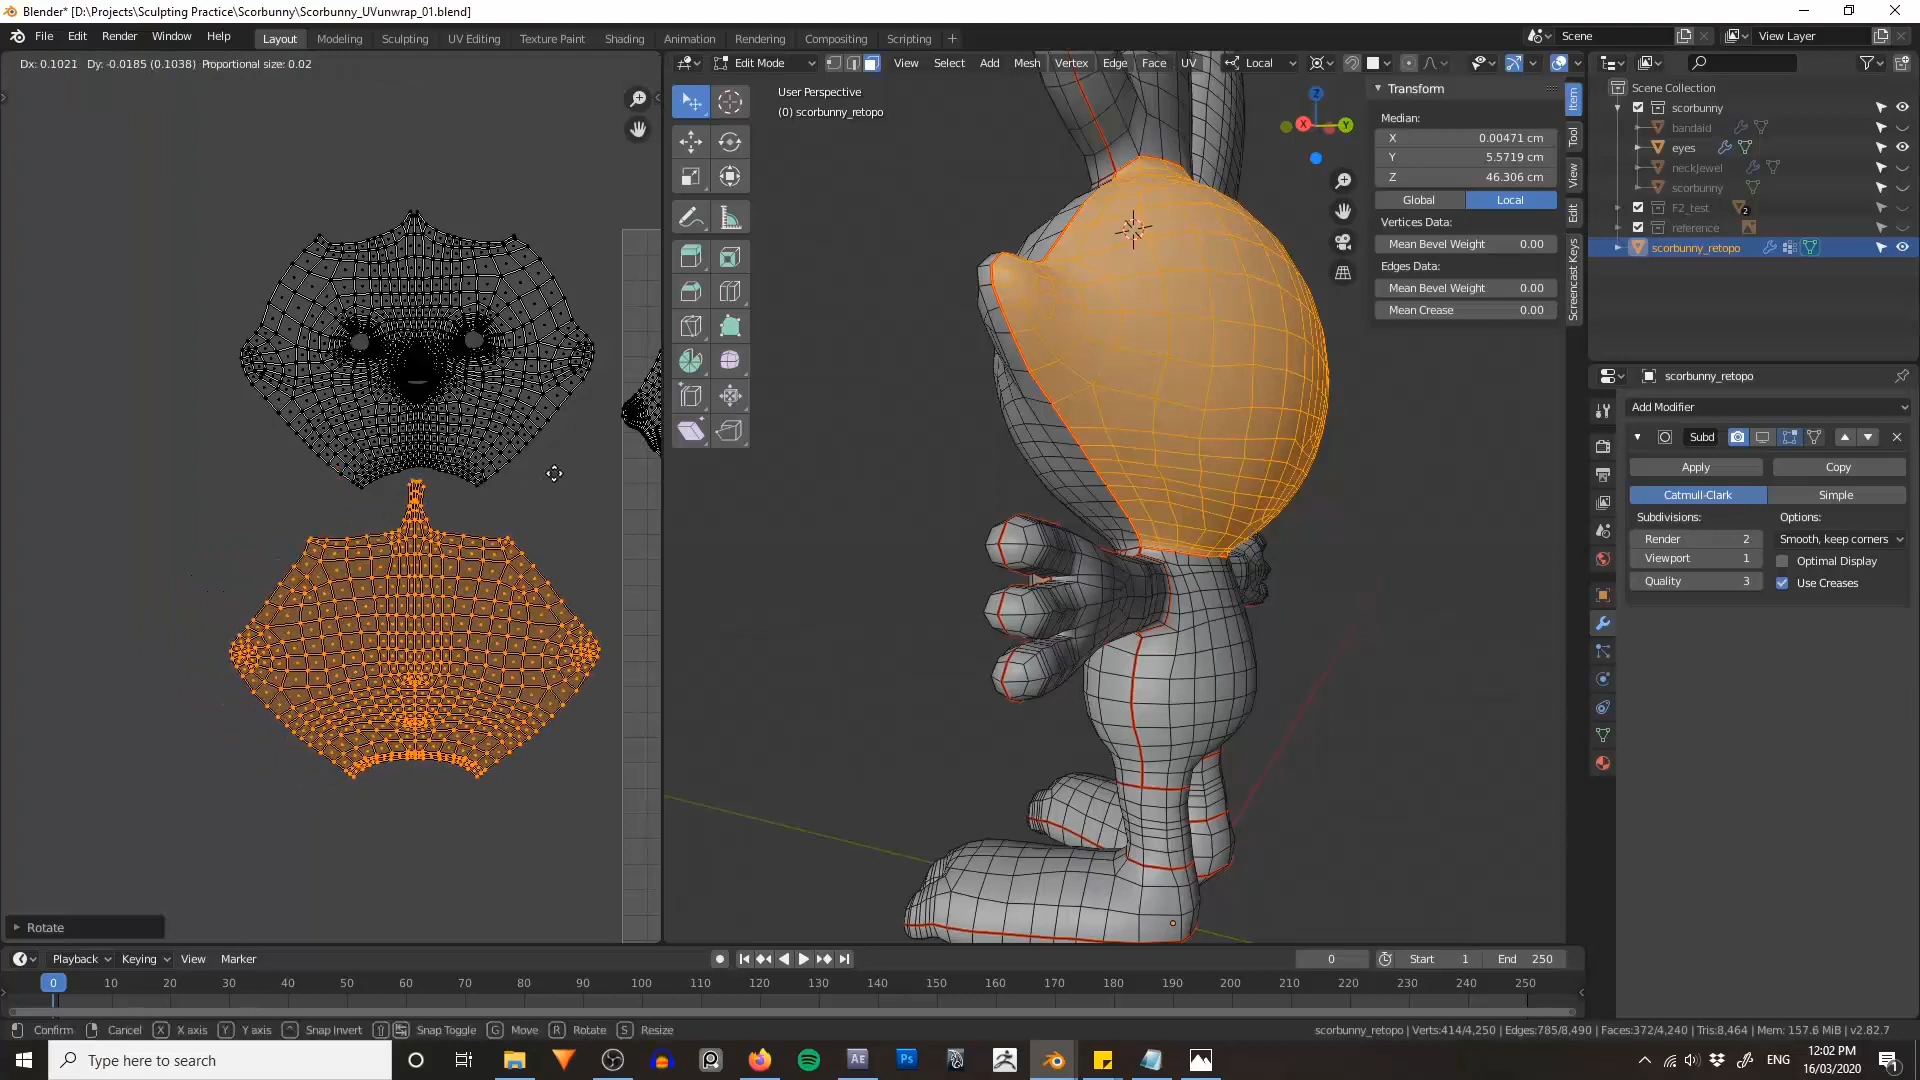 Blender* [D:\Projects\Sculpting Practice\Scorbunny\Scorbunny_UVunwrap_01.blend]
File Edit Render Window Help
Layout Modeling Sculpting UV Editing Texture Paint Shading Animation Rendering Compositing Scripting +
Scene View Layer
Dx: 0.1021 Dy: -0.0185 (0.1038) Proportional size: 0.02
Edit Mode View Select Add Mesh Vertex Edge Face UV Local
User Perspective
(0) scorbunny_retopo
X Y Z
Transform
Median:
X 0.00471 cm
Y 5.5719 cm
Z 46.306 cm
Global Local
Vertices Data:
Mean Bevel Weight 0.00
Edges Data:
Mean Bevel Weight 0.00
Mean Crease 0.00
Item
Tool
View
Edit
Screencast Keys
Scene Collection
scorbunny
bandaid
eyes
neckjewel
scorbunny
F2_test 2
reference
scorbunny_retopo
scorbunny_retopo
Add Modifier
Subd
Apply Copy
Catmull-Clark Simple
Subdivisions: Options:
Render 2 Smooth, keep corners
Viewport 1 Optimal Display
Quality 3 Use Creases
Rotate
Playback Keying View Marker 0 Start 1 End 250
0 10 20 30 40 50 60 70 80 90 100 110 120 130 140 150 160 170 180 190 200 210 220 230 240 250
Confirm Cancel X X axis Y Y axis Snap Invert Snap Toggle G Move R Rotate S Resize
scorbunny_retopo | Verts:414/4,250 | Edges:785/8,490 | Faces:372/4,240 | Tris:8,464 | Mem: 157.6 MiB | v2.82.7
Type here to search
Ae Ps
ENG
12:02 PM
16/03/2020
1